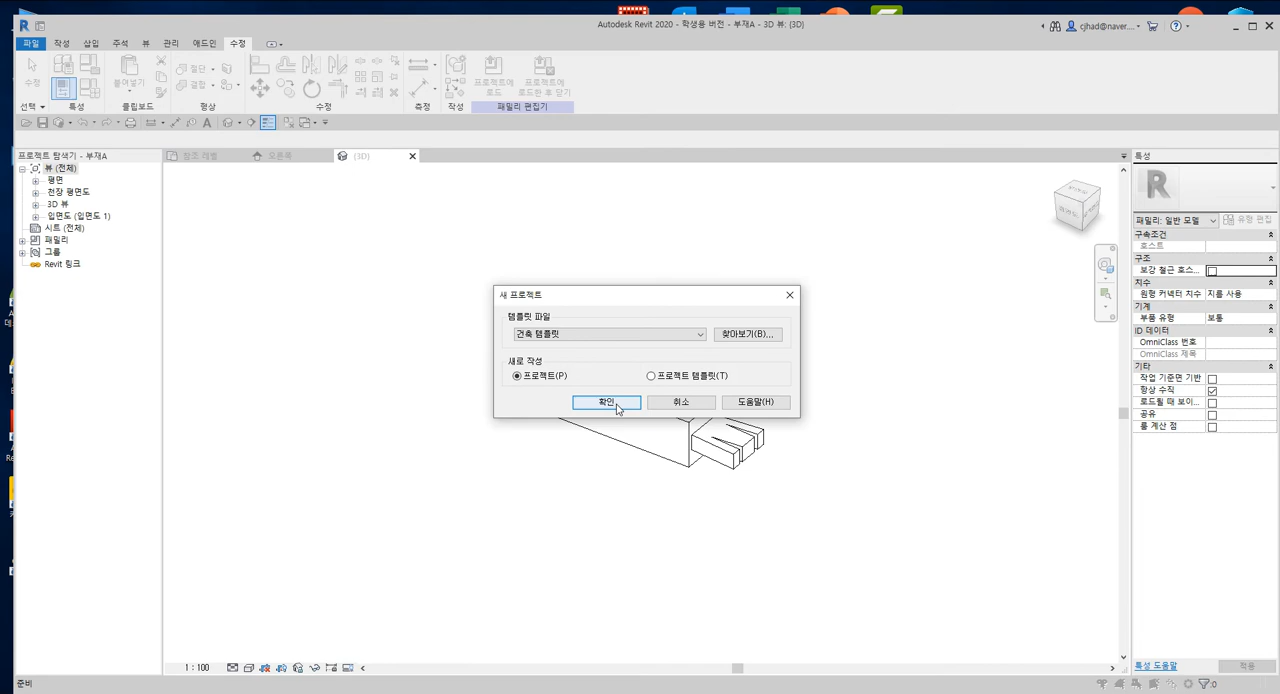 Autodesk Revit 2020 - 학생용 버전 - 부재A - 3D 뷰: {3D}
cjhad@naver....
파일 작성 삽입 주석 뷰 관리 애드인 수정
수정
붙여넣기
절단
결합
프로젝트에 로드
프로젝트에 로드한 후 닫기
선택 특성 클립보드 형상 수정 측정 작성 패밀리 편집기
프로젝트 탐색기 - 부재A
참조 레벨
오른쪽
{3D}
특성
뷰 (전체)
평면
천장 평면도
3D 뷰
입면도 (입면도 1)
시트 (전체)
패밀리
그룹
Revit 링크
새 프로젝트
템플릿 파일
건축 템플릿
찾아보기(B)...
새로 작성
프로젝트(P)
프로젝트 템플릿(T)
확인
취소
도움말(H)
패밀리: 일반 모델
유형 편집
구속조건
호스트
구조
보강 철근 호스...
치수
원형 커넥터 치수 지름 사용
기계
부품 유형 보통
ID 데이터
OmniClass 번호
OmniClass 제목
기타
작업 기준면 기반
항상 수직
로드될 때 보이...
공유
룸 계산 점
1 : 100
특성 도움말
적용
준비
:0